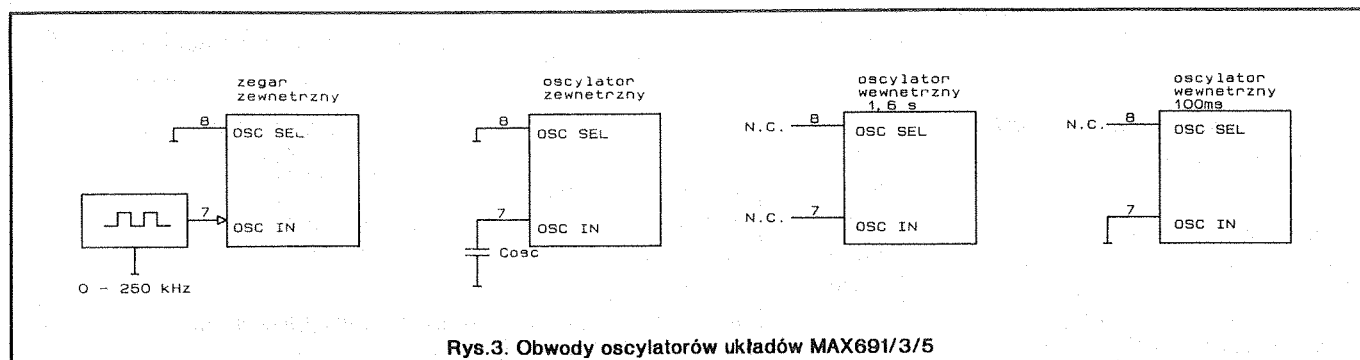 zegar
zewnetrzny
8
OSC SEL
7
OSC IN
0 - 250 kHz
oscylator
zewnetrzny
8
OSC SEL
7
OSC IN
Cosc
oscylator
wewnetrzny
1,6 s
N.C.
8
OSC SEL
N.C.
7
OSC IN
oscylator
wewnetrzny
100ms
N.C.
8
OSC SEL
7
OSC IN
Rys.3. Obwody oscylatorów układów MAX691/3/5